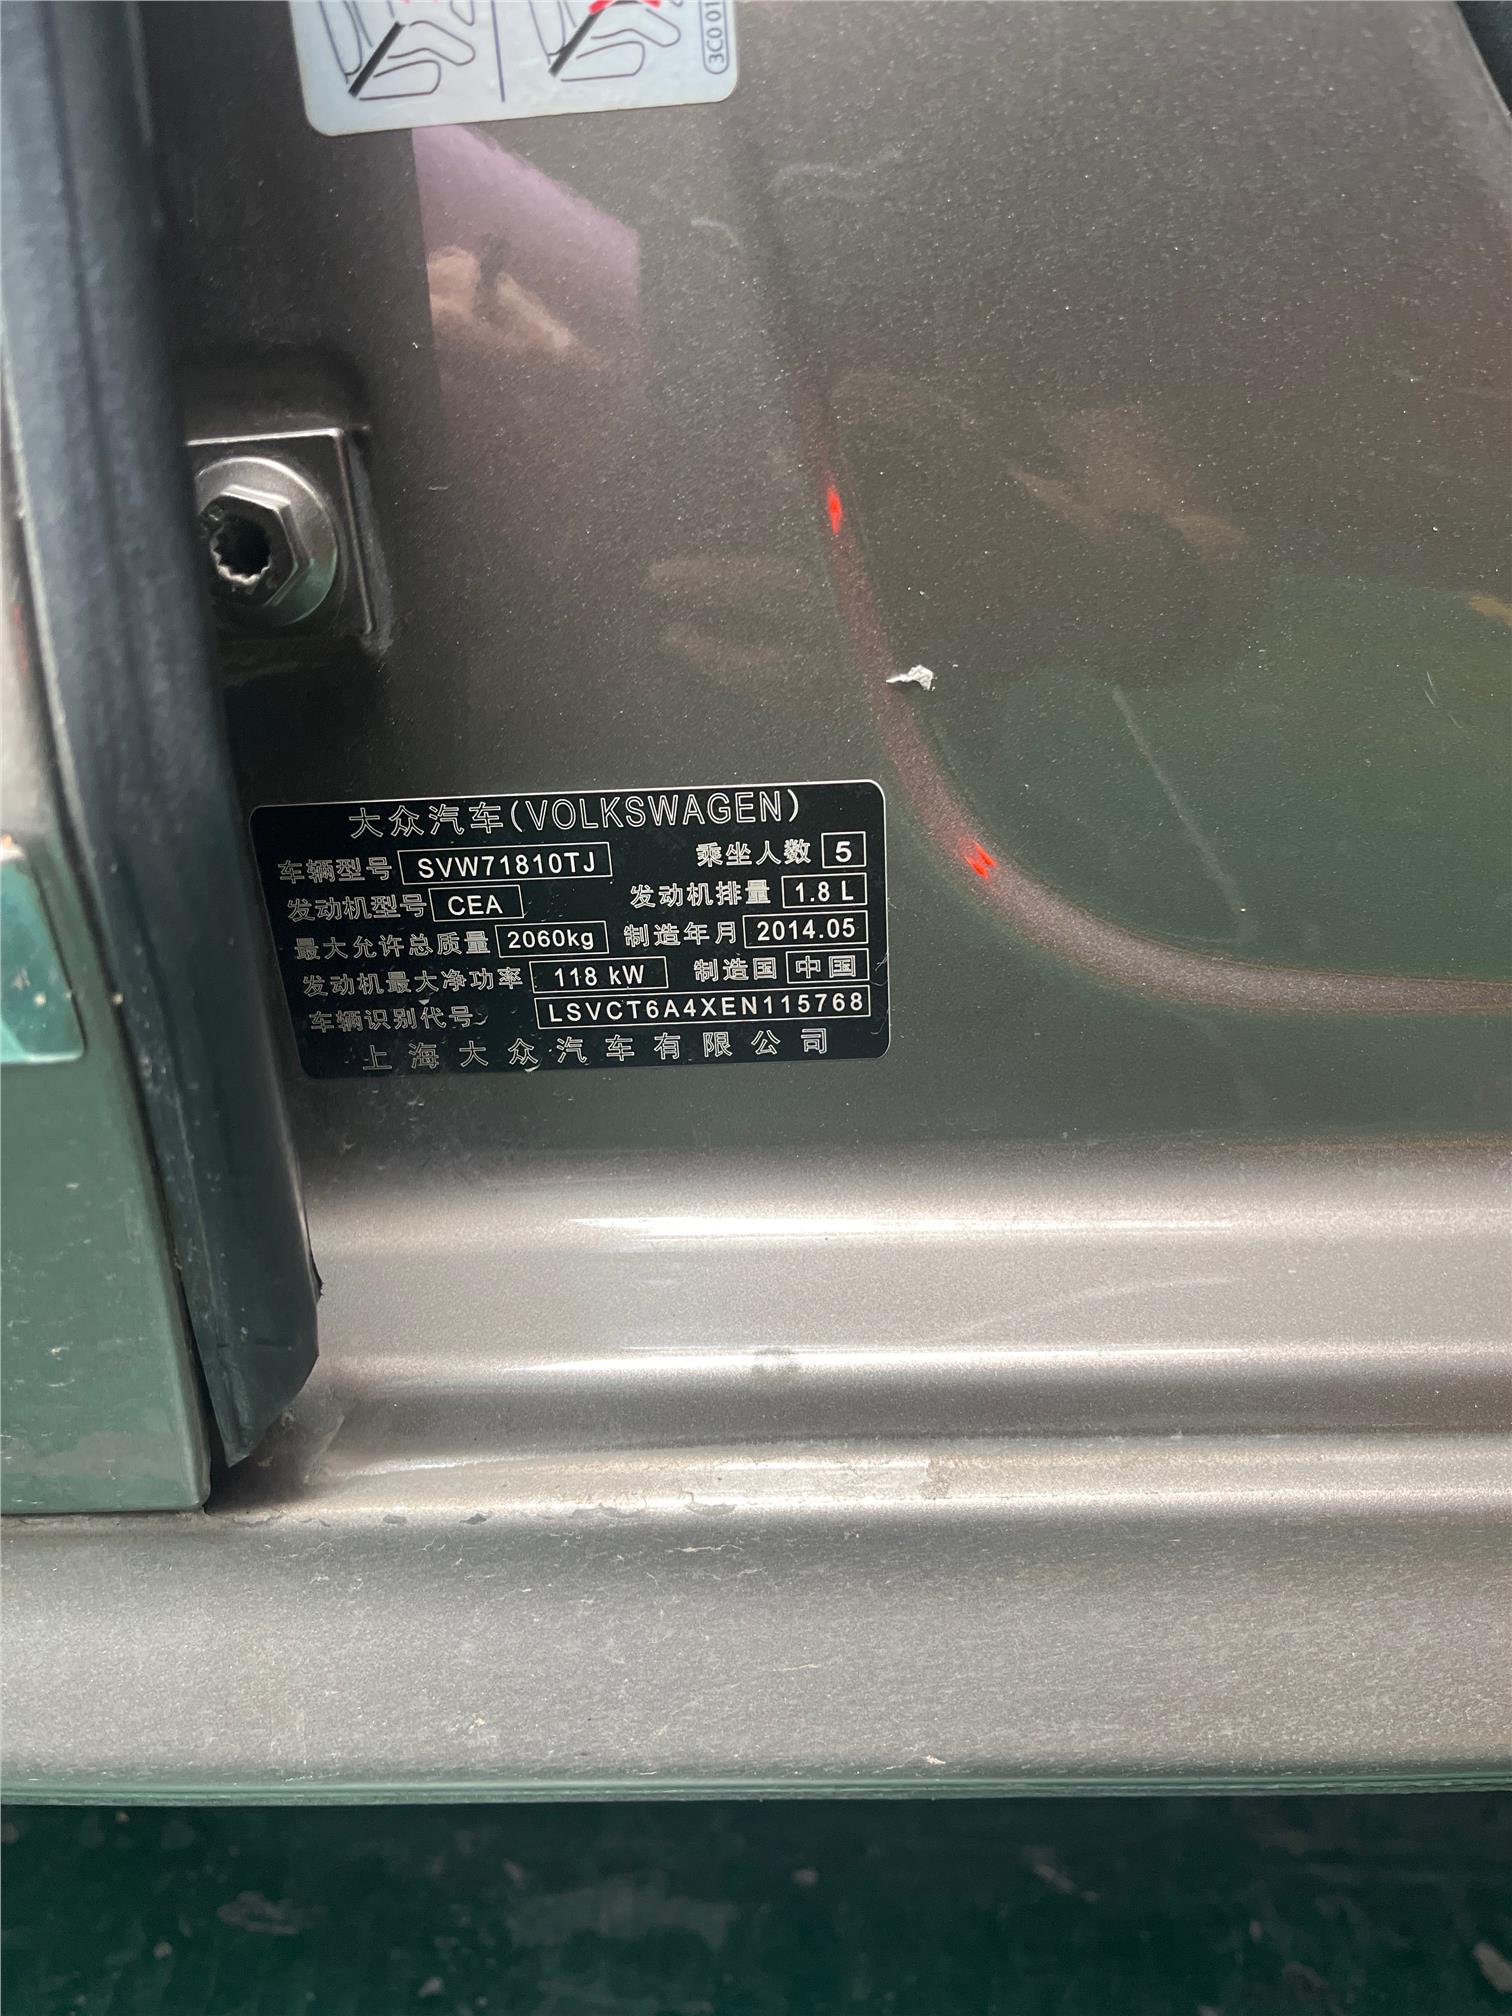 3C0 01
大众汽车(VOLKSWAGEN)
车辆型号 SVW71810TJ 乘坐人数 5
发动机型号 CEA 发动机排量 1.8 L
最大允许总质量 2060kg 制造年月 2014.05
发动机最大净功率 118 kW 制造国 中国
车辆识别代号 LSVCT6A4XEN115768
上海大众汽车有限公司